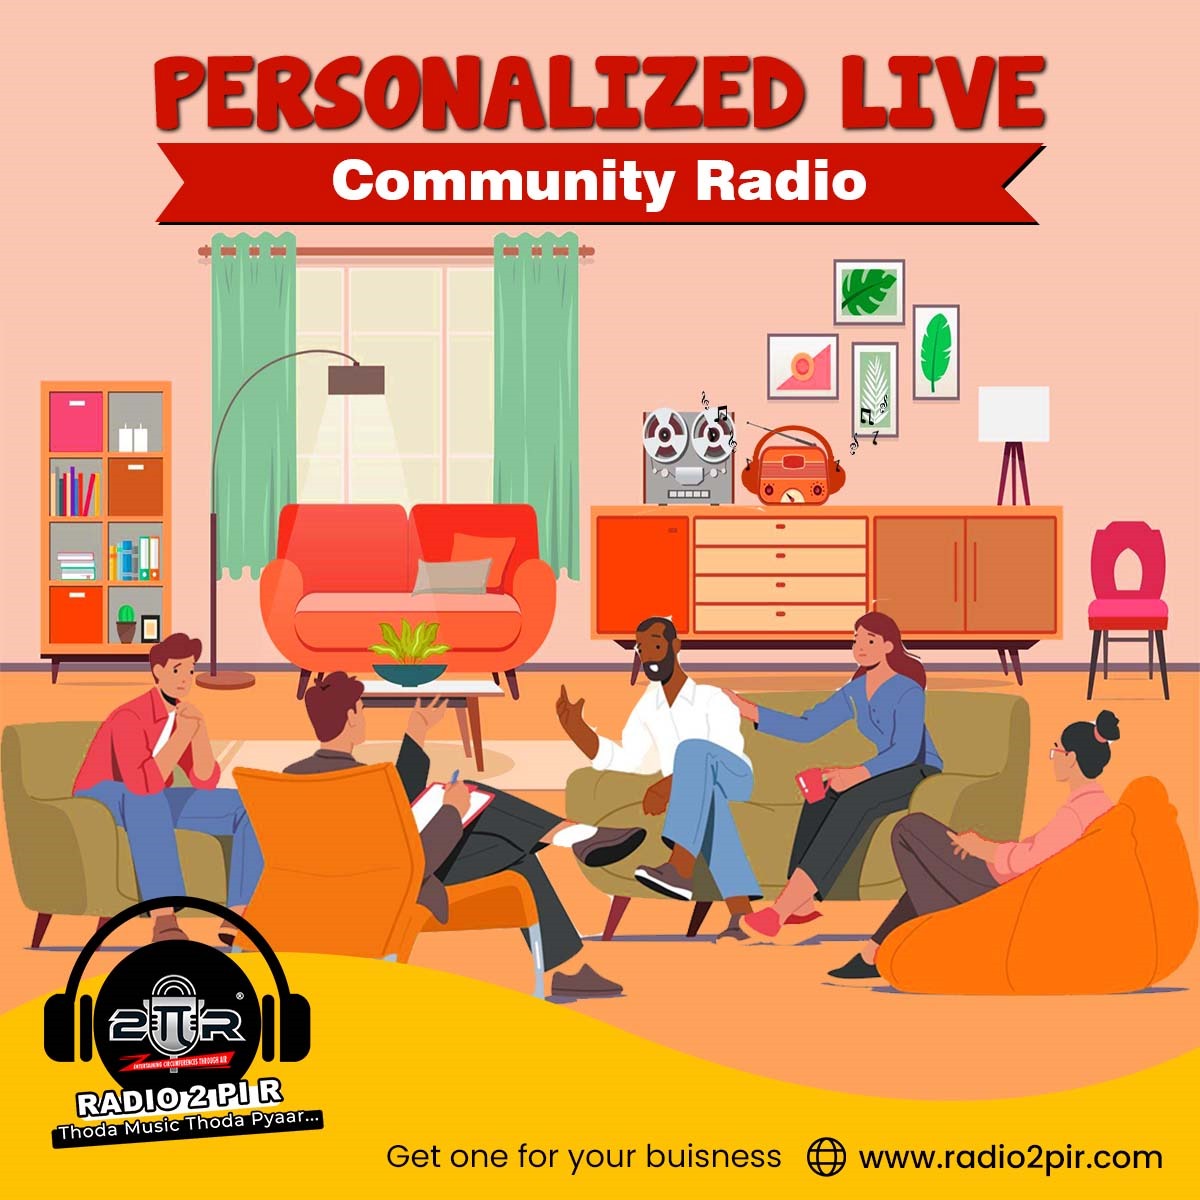 PERSONALIZED LIVE
Community Radio
2πR®
ENTERTAINING CIRCUMFERENCES THROUGH AIR
RADIO 2 PI R
Thoda Music Thoda Pyaar...
Get one for your buisness
www.radio2pir.com